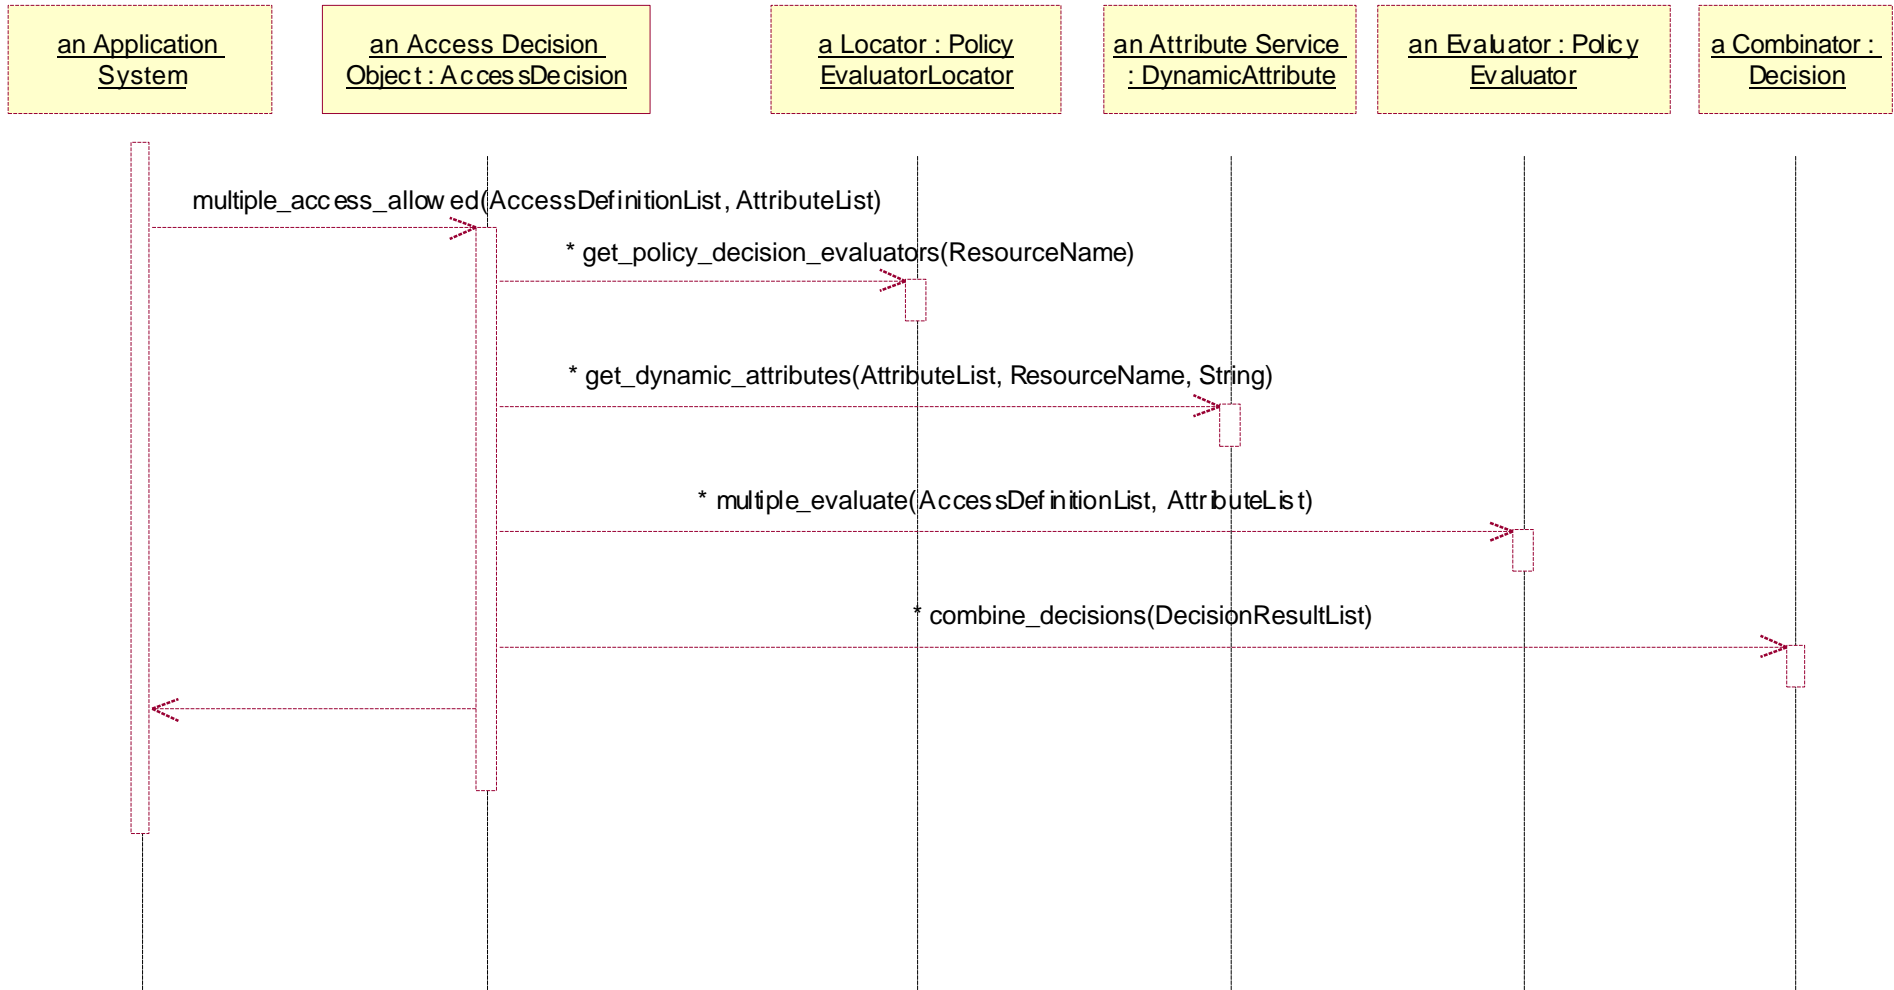 an Application
System
an Access Decision
Object : AccessDecision
a Locator : Policy
EvaluatorLocator
an Attribute Service
: DynamicAttribute
an Evaluator : Policy
Evaluator
a Combinator :
Decision
multiple_access_allowed(AccessDefinitionList, AttributeList)
* get_policy_decision_evaluators(ResourceName)
* get_dynamic_attributes(AttributeList, ResourceName, String)
* multiple_evaluate(AccessDefinitionList, AttributeList)
* combine_decisions(DecisionResultList)